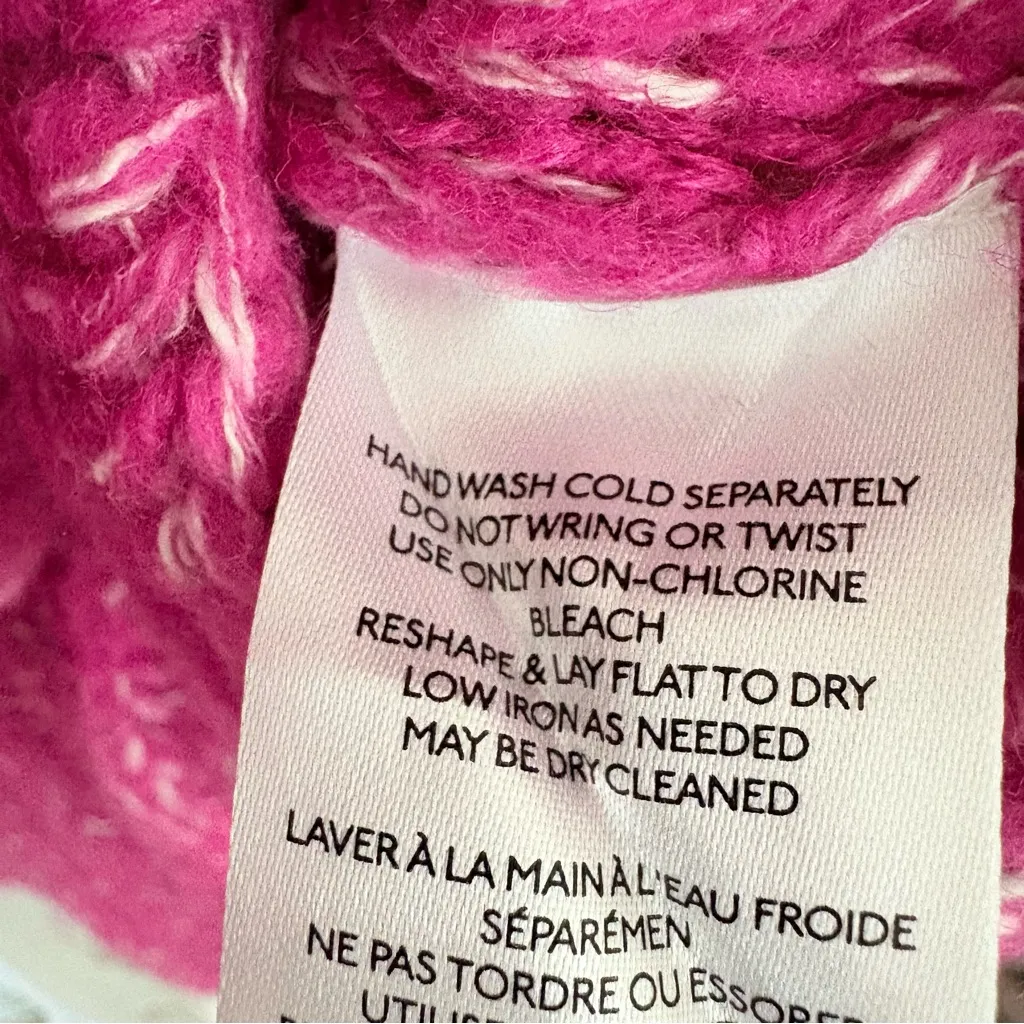 HAND WASH COLD SEPARATELY
DO NOT WRING OR TWIST
USE ONLY NON-CHLORINE
BLEACH
RESHAPE & LAY FLAT TO DRY
LOW IRON AS NEEDED
MAY BE DRY CLEANED
LAVER À LA MAIN À L'EAU FROIDE
SÉPARÉMEN
NE PAS TORDRE OU ESSORER